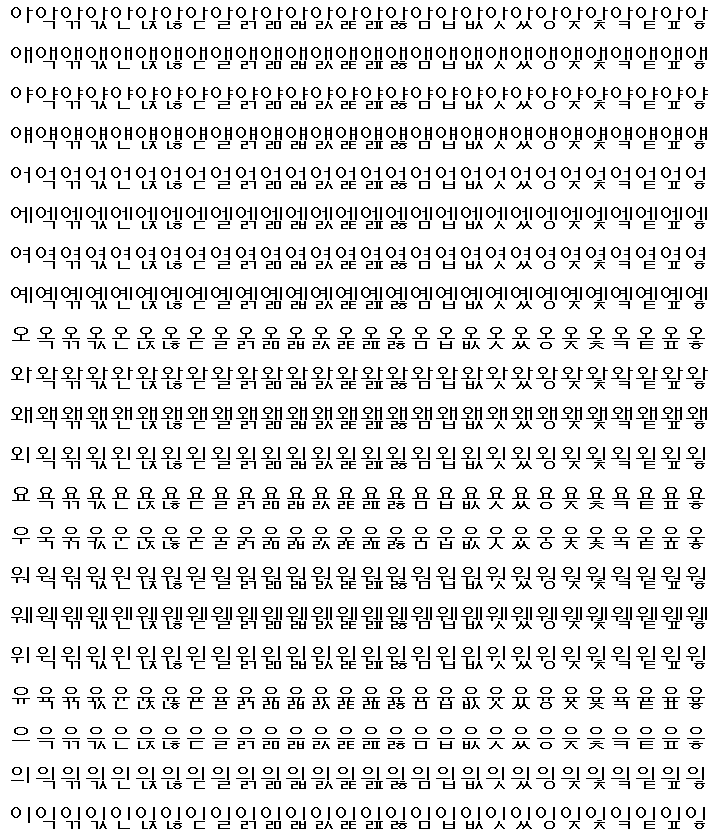 아악앆앇안앉않앋알앍앎앏앐앑앒앓암압앖앗았앙앚앛앜앝앞앟
애액앢앣앤앥앦앧앨앩앪앫앬앭앮앯앰앱앲앳앴앵앶앷앸앹앺앻
야약앾앿얀얁얂얃얄얅얆얇얈얉얊얋얌얍얎얏얐양얒얓얔얕얖얗
얘얙얚얛얜얝얞얟얠얡얢얣얤얥얦얧얨얩얪얫얬얭얮얯얰얱얲얳
어억얶얷언얹얺얻얼얽얾얿엀엁엂엃엄업없엇었엉엊엋엌엍엎엏
에엑엒엓엔엕엖엗엘엙엚엛엜엝엞엟엠엡엢엣엤엥엦엧엨엩엪엫
여역엮엯연엱엲엳열엵엶엷엸엹엺엻염엽엾엿였영옂옃옄옅옆옇
예옉옊옋옌옍옎옏옐옑옒옓옔옕옖옗옘옙옚옛옜옝옞옟옠옡옢옣
오옥옦옧온옩옪옫올옭옮옯옰옱옲옳옴옵옶옷옸옹옺옻옼옽옾옿
와왁왂왃완왅왆왇왈왉왊왋왌왍왎왏왐왑왒왓왔왕왖왗왘왙왚왛
왜왝왞왟왠왡왢왣왤왥왦왧왨왩왪왫왬왭왮왯왰왱왲왳왴왵왶왷
외왹왺왻왼왽왾왿욀욁욂욃욄욅욆욇욈욉욊욋욌욍욎욏욐욑욒욓
요욕욖욗욘욙욚욛욜욝욞욟욠욡욢욣욤욥욦욧욨용욪욫욬욭욮욯
우욱욲욳운욵욶욷울욹욺욻욼욽욾욿움웁웂웃웄웅웆웇웈웉웊웋
워웍웎웏원웑웒웓월웕웖웗웘웙웚웛웜웝웞웟웠웡웢웣웤웥웦웧
웨웩웪웫웬웭웮웯웰웱웲웳웴웵웶웷웸웹웺웻웼웽웾웿윀윁윂윃
위윅윆윇윈윉윊윋윌윍윎윏윐윑윒윓윔윕윖윗윘윙윚윛윜윝윞윟
유육윢윣윤윥윦윧율윩윪윫윬윭윮윯윰윱윲윳윴융윶윷윸윹윺윻
으윽윾윿은읁읂읃을읅읆읇읈읉읊읋음읍읎읏읐응읒읓읔읕읖읗
의읙읚읛읜읝읞읟읠읡읢읣읤읥읦읧읨읩읪읫읬읭읮읯읰읱읲읳
이익읶읷인읹읺읻일읽읾읿잀잁잂잃임입잆잇있잉잊잋잌잍잎잏